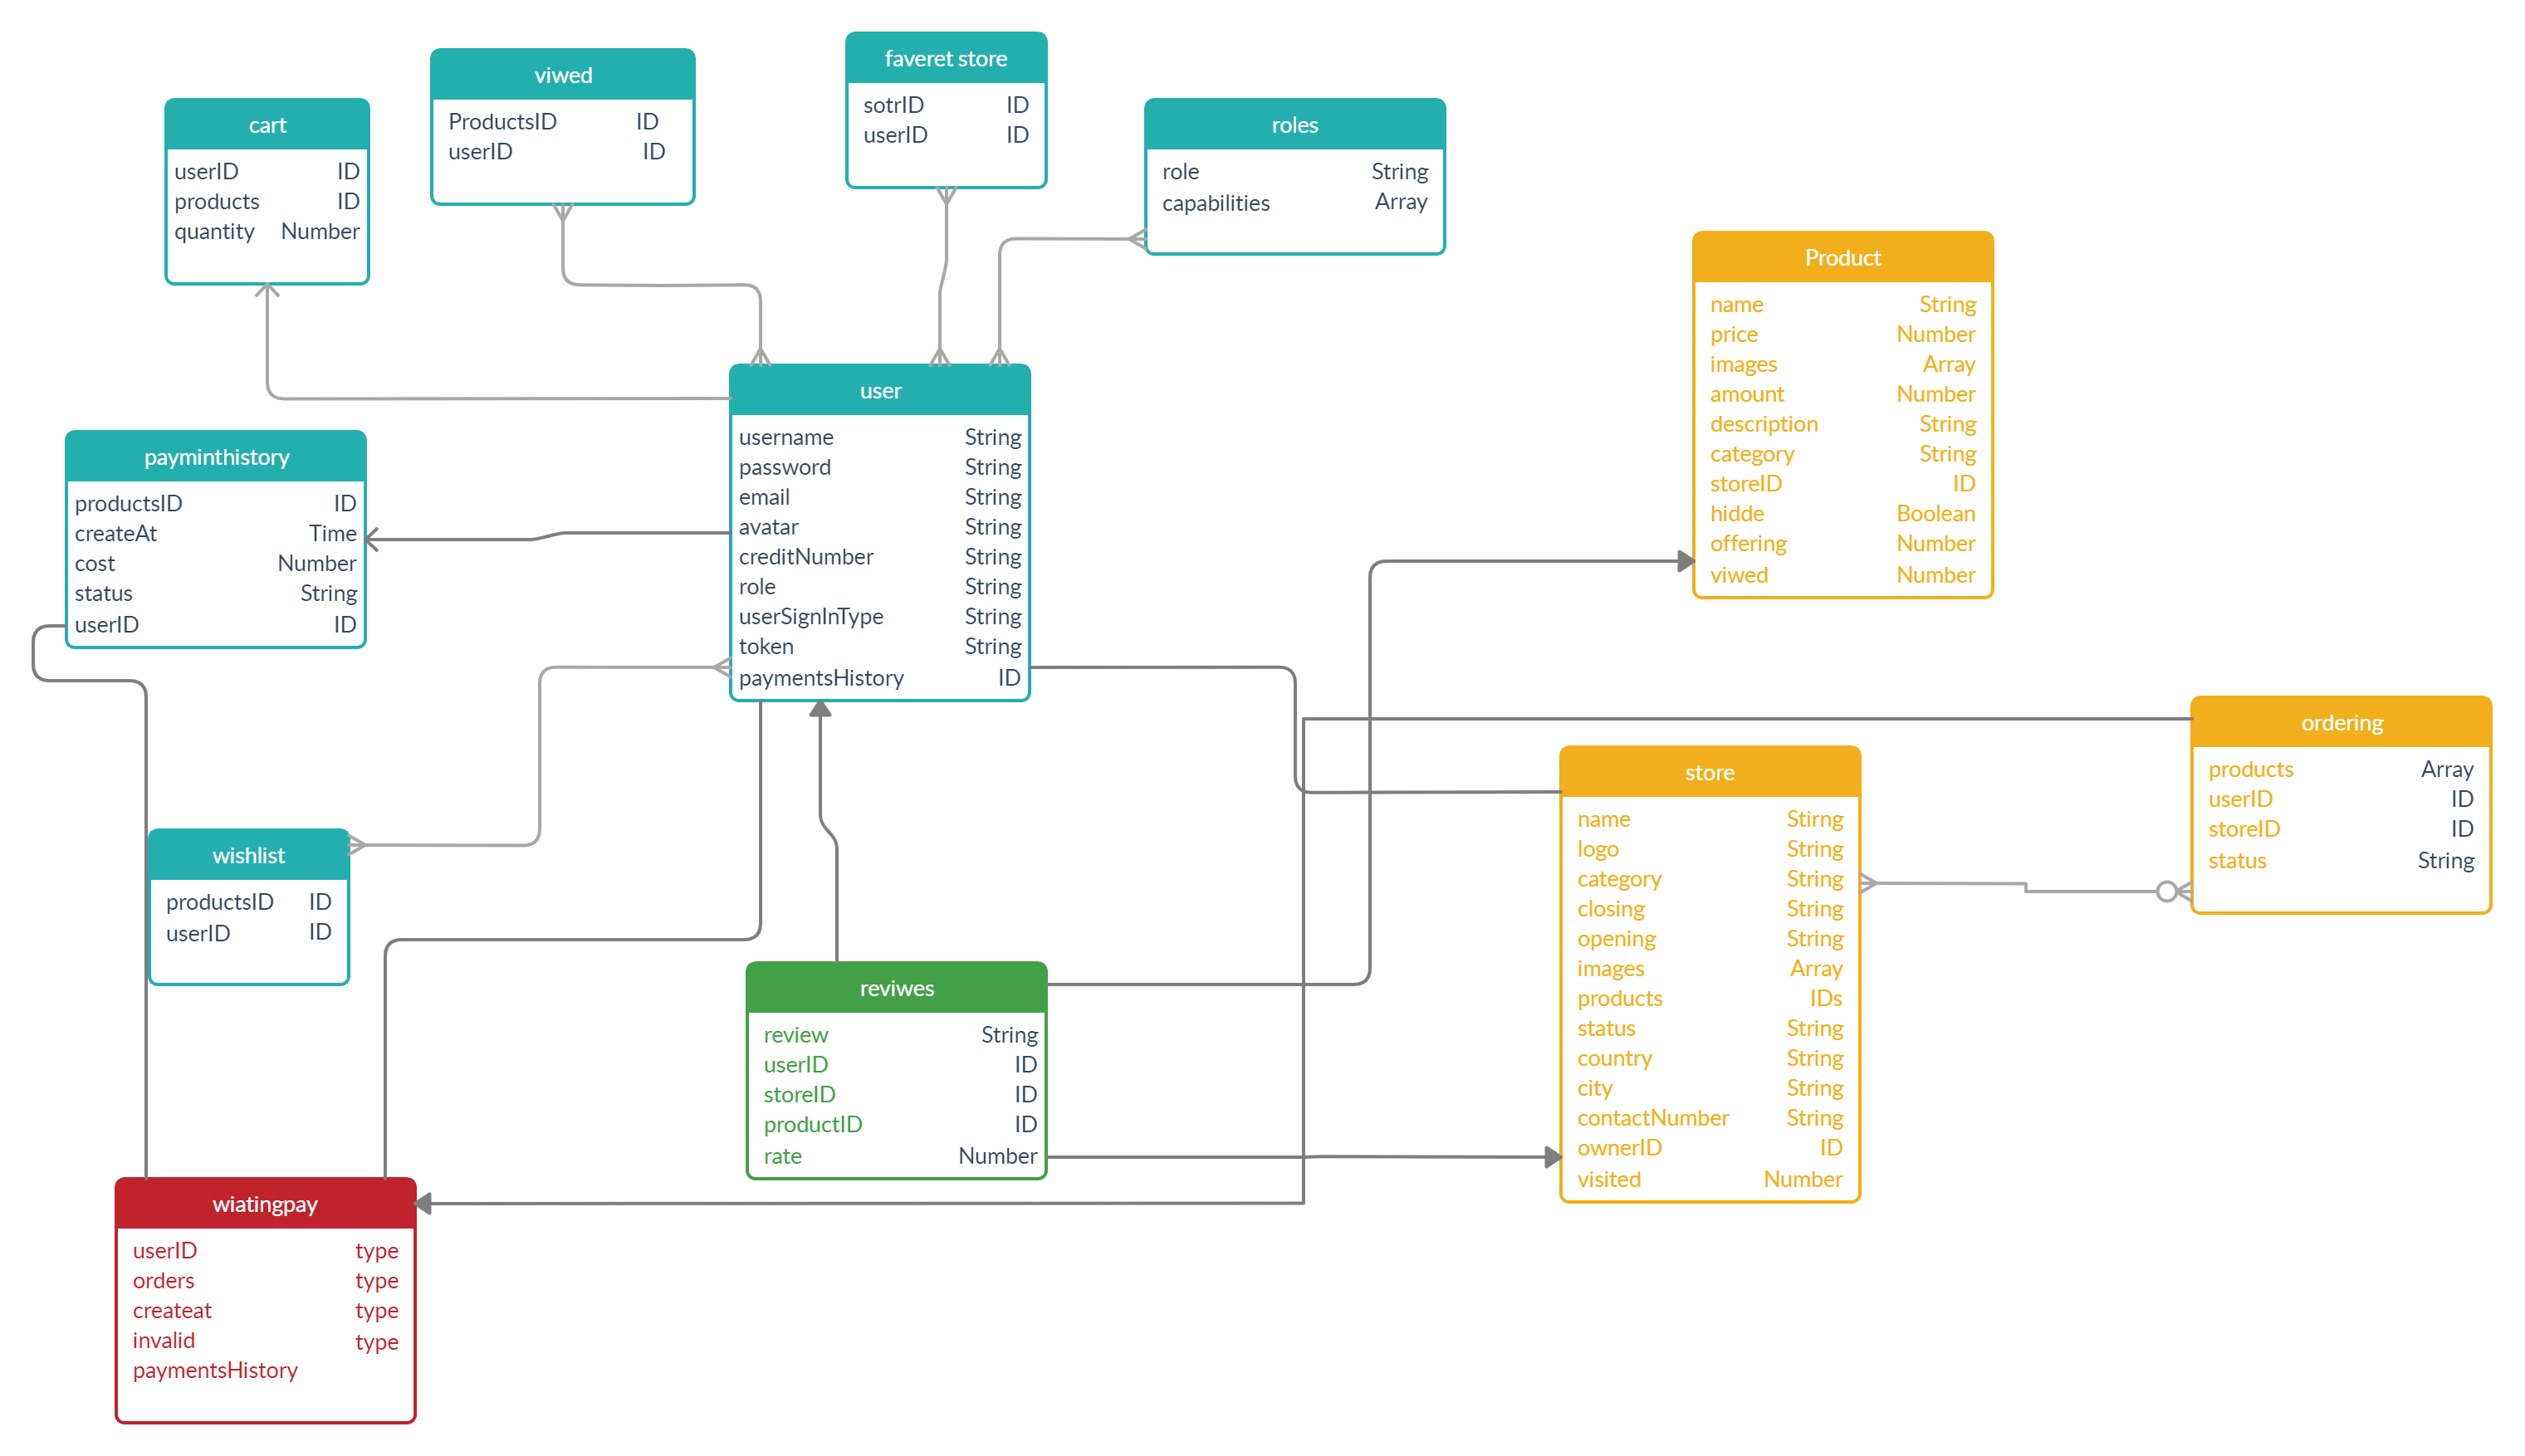 cart
userID ID
products ID
quantity Number
viwed
ProductsID ID
userID ID
faveret store
sotrID ID
userID ID
roles
role String
capabilities Array
Product
name String
price Number
images Array
amount Number
description String
category String
storeID ID
hidde Boolean
offering Number
viwed Number
user
username String
password String
email String
avatar String
creditNumber String
role String
userSignInType String
token String
paymentsHistory ID
payminthistory
productsID ID
createAt Time
cost Number
status String
userID ID
ordering
products Array
userID ID
storeID ID
status String
store
name Stirng
logo String
category String
closing String
opening String
images Array
products IDs
status String
country String
city String
contactNumber String
ownerID ID
visited Number
wishlist
productsID ID
userID ID
reviwes
review String
userID ID
storeID ID
productID ID
rate Number
wiatingpay
userID type
orders type
createat type
invalid type
paymentsHistory